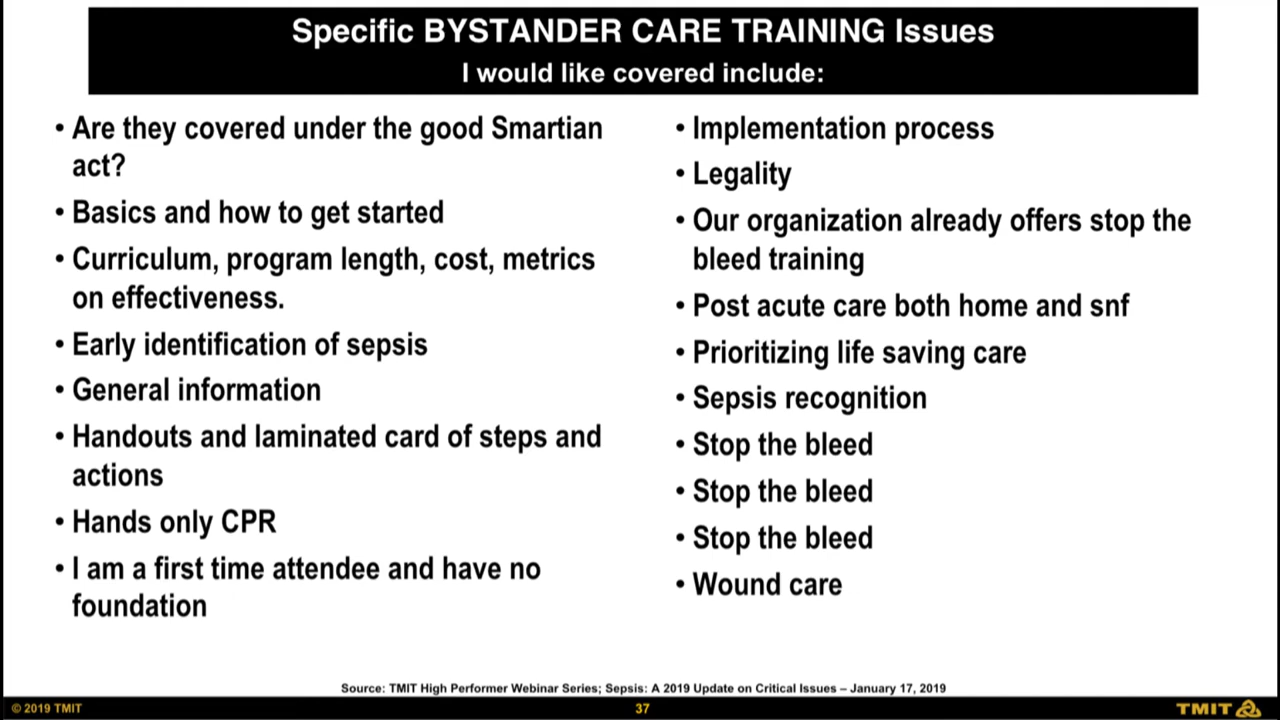 Specific BYSTANDER CARE TRAINING Issues
I would like covered include:
• Are they covered under the good Smartian
act?
• Basics and how to get started
• Curriculum, program length, cost, metrics
on effectiveness.
• Early identification of sepsis
• General information
• Handouts and laminated card of steps and
actions
• Hands only CPR
• I am a first time attendee and have no
foundation
• Implementation process
• Legality
• Our organization already offers stop the
bleed training
• Post acute care both home and snf
• Prioritizing life saving care
• Sepsis recognition
• Stop the bleed
• Stop the bleed
• Stop the bleed
• Wound care
Source: TMIT High Performer Webinar Series; Sepsis: A 2019 Update on Critical Issues – January 17, 2019
© 2019 TMIT
37
TMIT